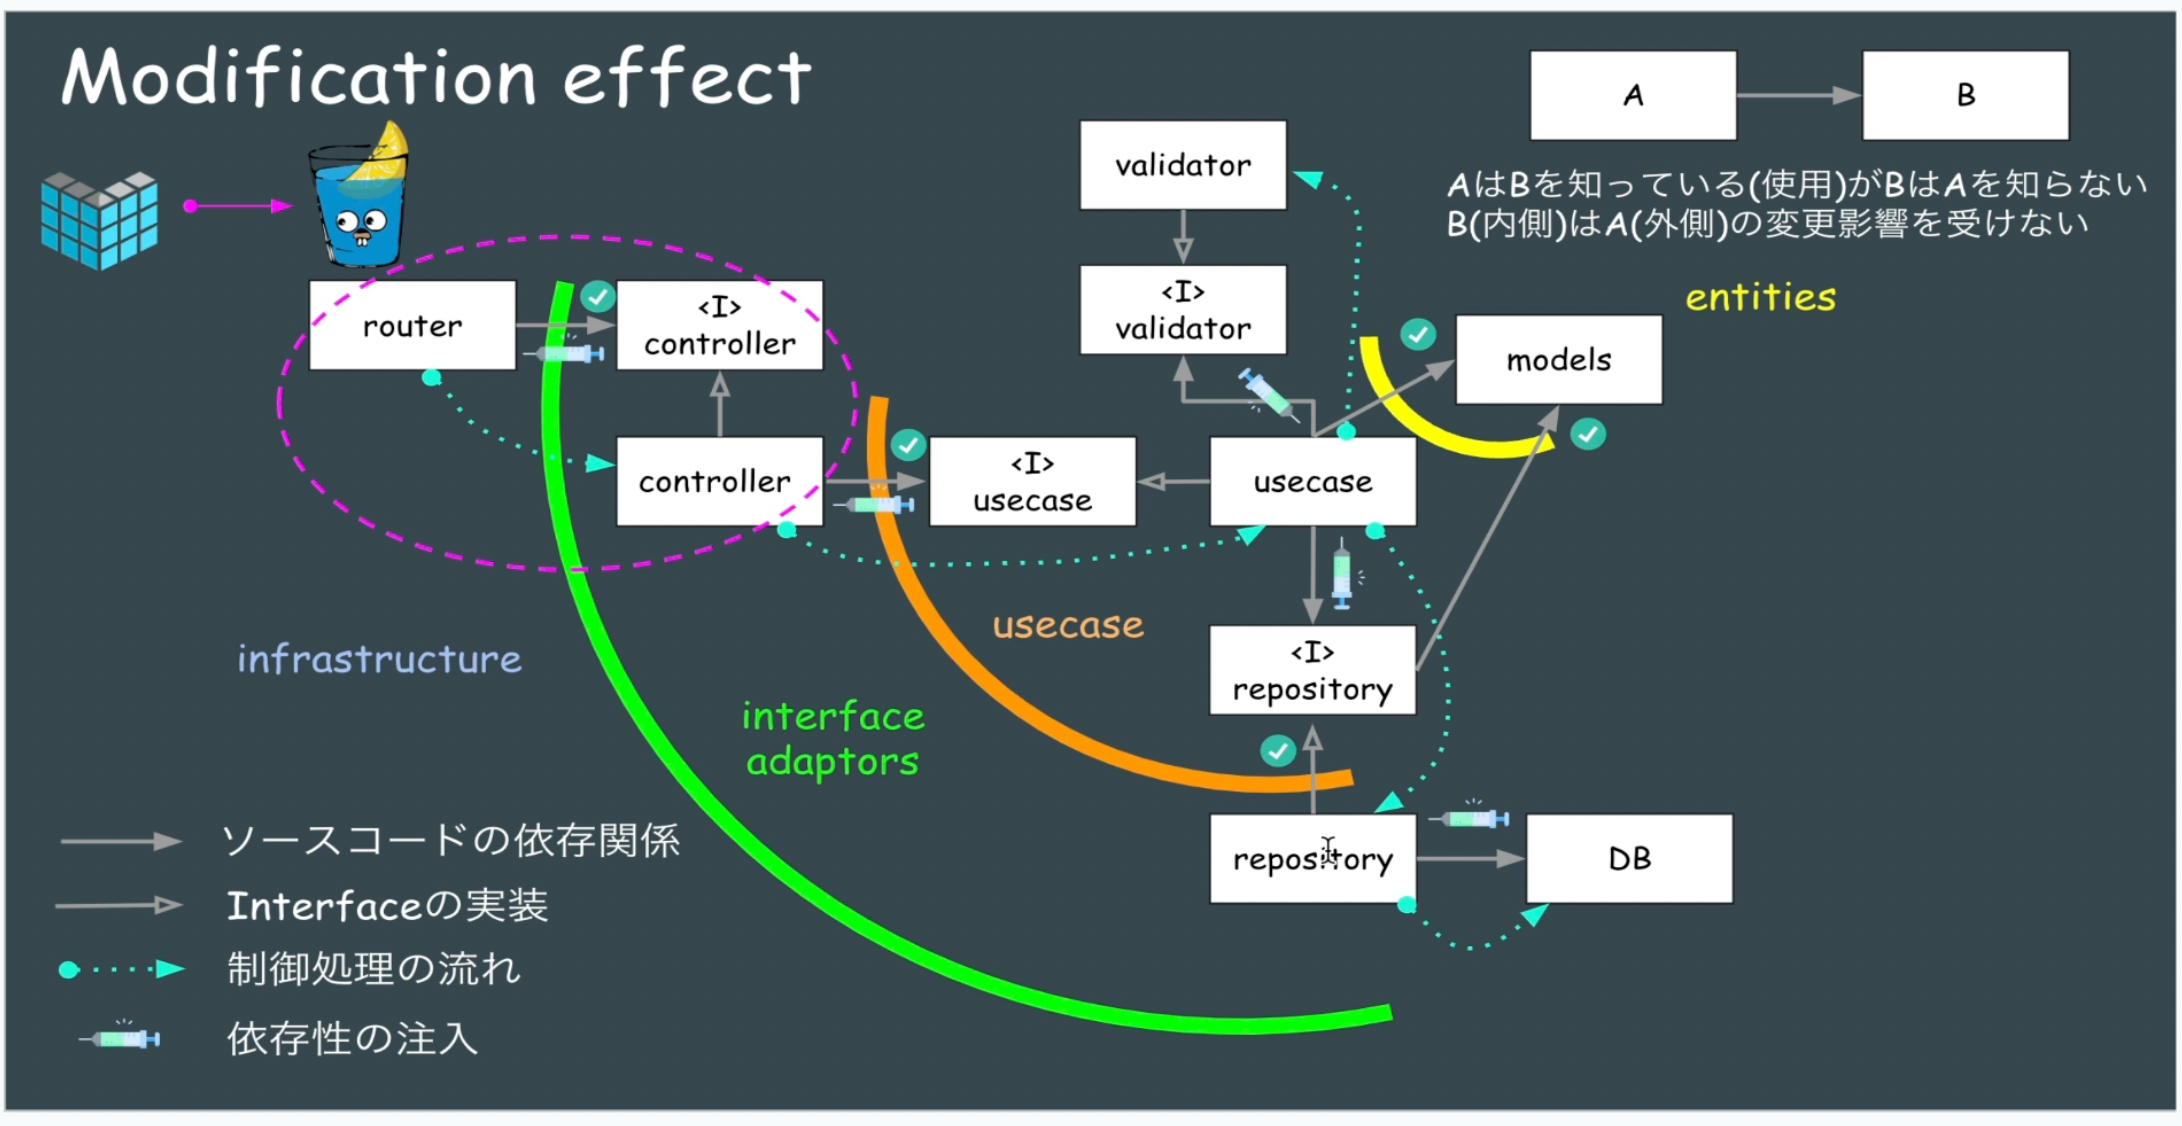 Modification effect
A
B
AはBを知っている(使用)がBはAを知らない
B(内側)はA(外側)の変更影響を受けない
validator
<I>
validator
entities
models
router
<I>
controller
controller
<I>
usecase
usecase
infrastructure
usecase
<I>
repository
interface
adaptors
repository
DB
ソースコードの依存関係
Interfaceの実装
制御処理の流れ
依存性の注入